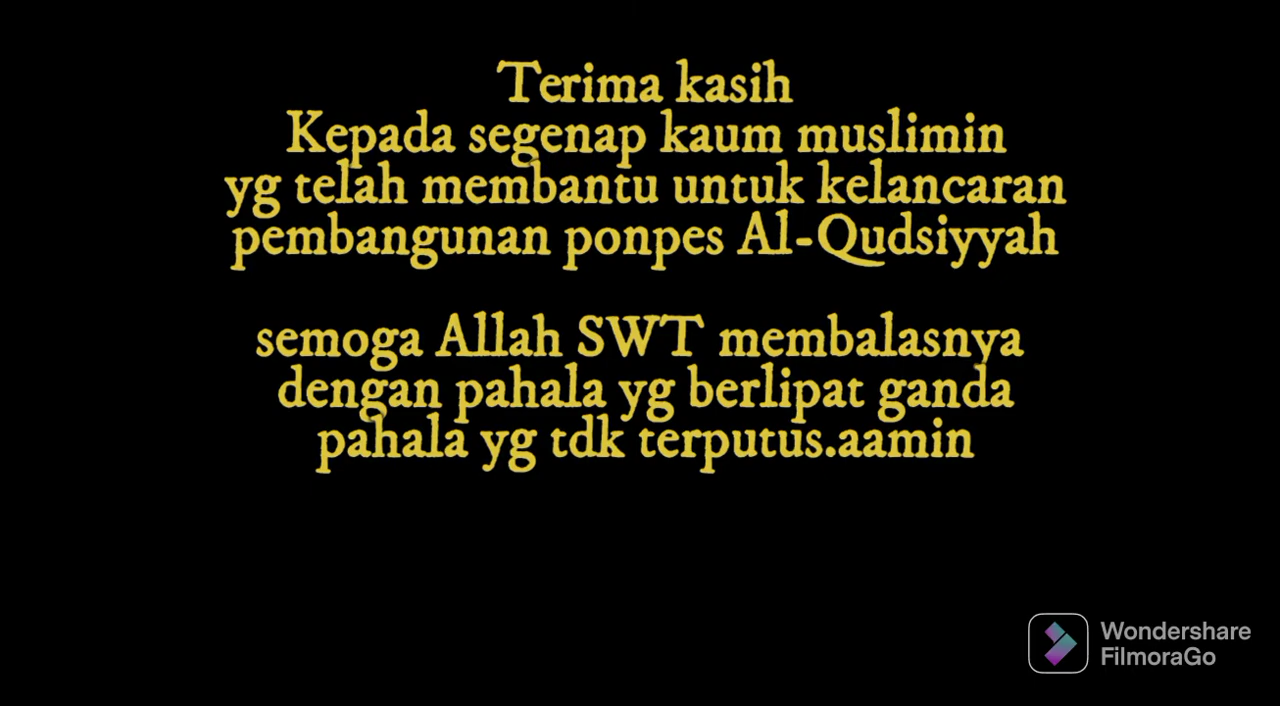 Terima kasih
Kepada segenap kaum muslimin
yg telah membantu untuk kelancaran
pembangunan ponpes Al-Qudsiyyah
semoga Allah SWT membalasnya
dengan pahala yg berlipat ganda
pahala yg tdk terputus.aamin
Wondershare
FilmoraGo